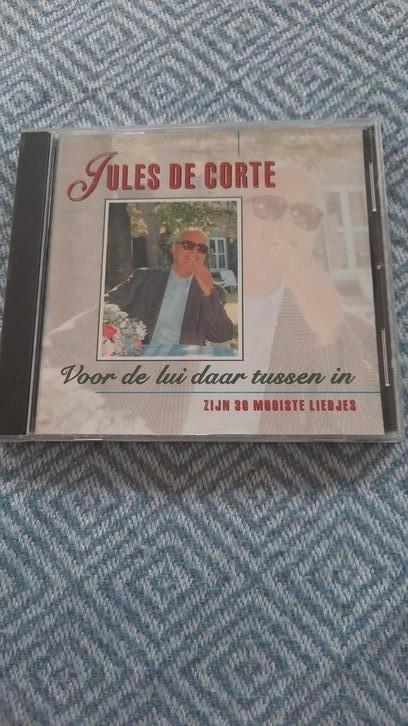 JULES DE CORTE
Voor de lui daar tussen in
ZIJN 30 MOOISTE LIEDJES